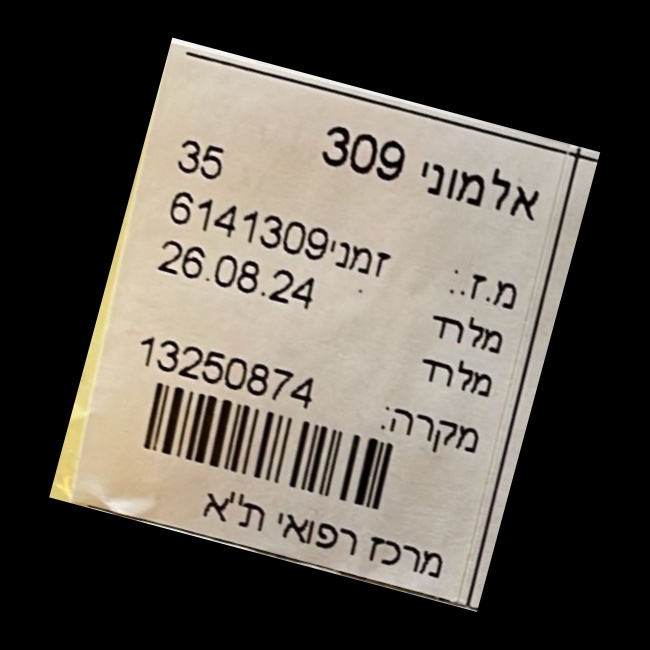 אלמוני 309
35
מ.ז.: זמני6141309
מלרד 26.08.24
מלרד
מקרה: 13250874
מרכז רפואי ת"א